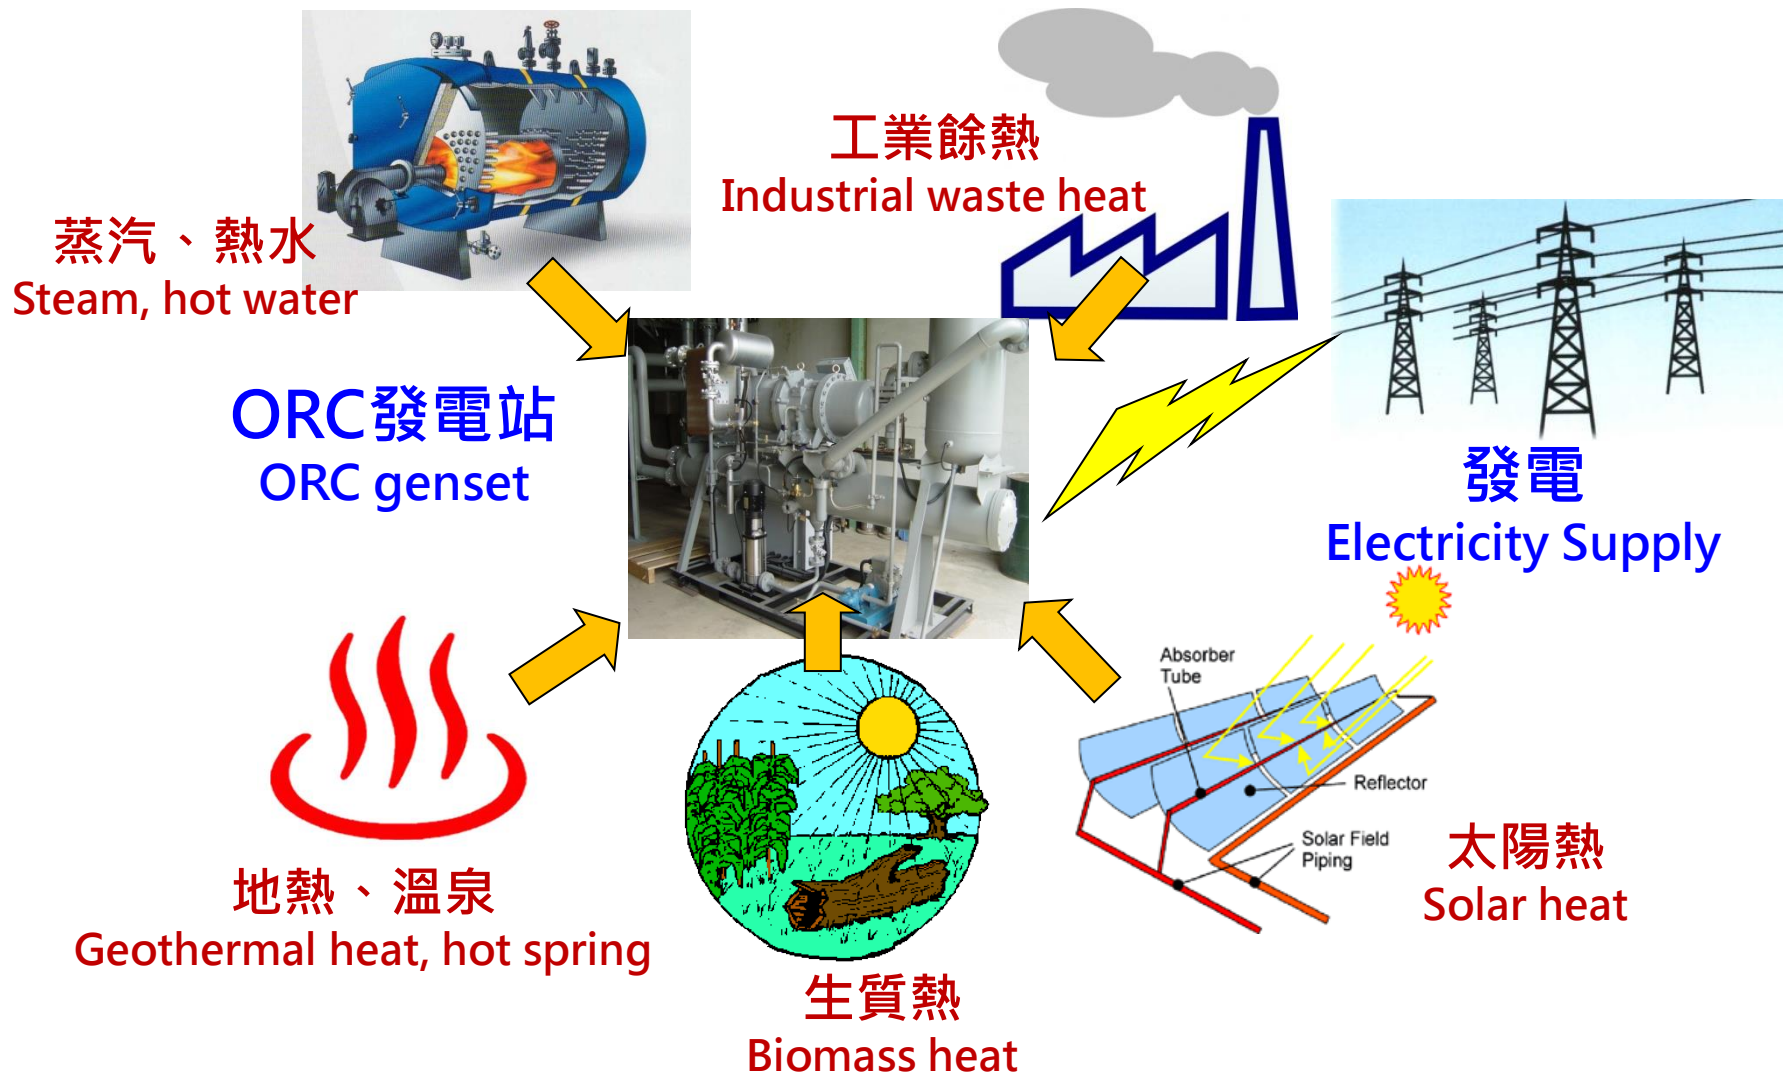 工業餘熱
Industrial waste heat
蒸汽、熱水
Steam, hot water
ORC發電站
ORC genset
發電
Electricity Supply
Absorber
Tube
Reflector
Solar Field
Piping
太陽熱
Solar heat
地熱、溫泉
Geothermal heat, hot spring
生質熱
Biomass heat